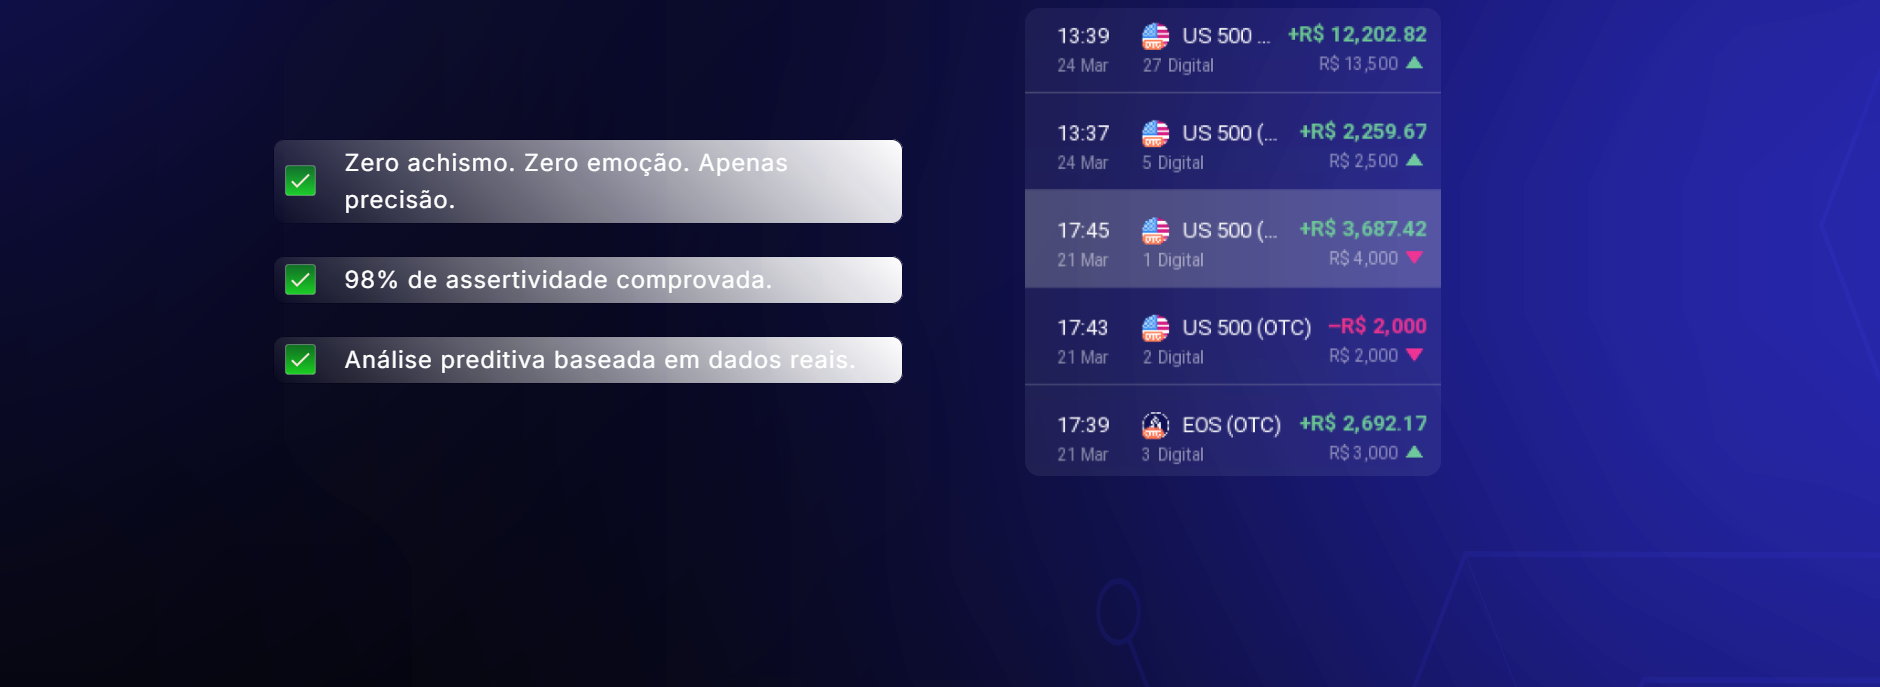 Zero achismo. Zero emoção. Apenas
precisão.
98% de assertividade comprovada.
Análise preditiva baseada em dados reais.
13:39 US 500 ... +R$ 12,202.82
24 Mar 27 Digital R$ 13,500
13:37 US 500 (... +R$ 2,259.67
24 Mar 5 Digital R$ 2,500
17:45 US 500 (... +R$ 3,687.42
21 Mar 1 Digital R$ 4,000
17:43 US 500 (OTC) −R$ 2,000
21 Mar 2 Digital R$ 2,000
17:39 EOS (OTC) +R$ 2,692.17
21 Mar 3 Digital R$ 3,000